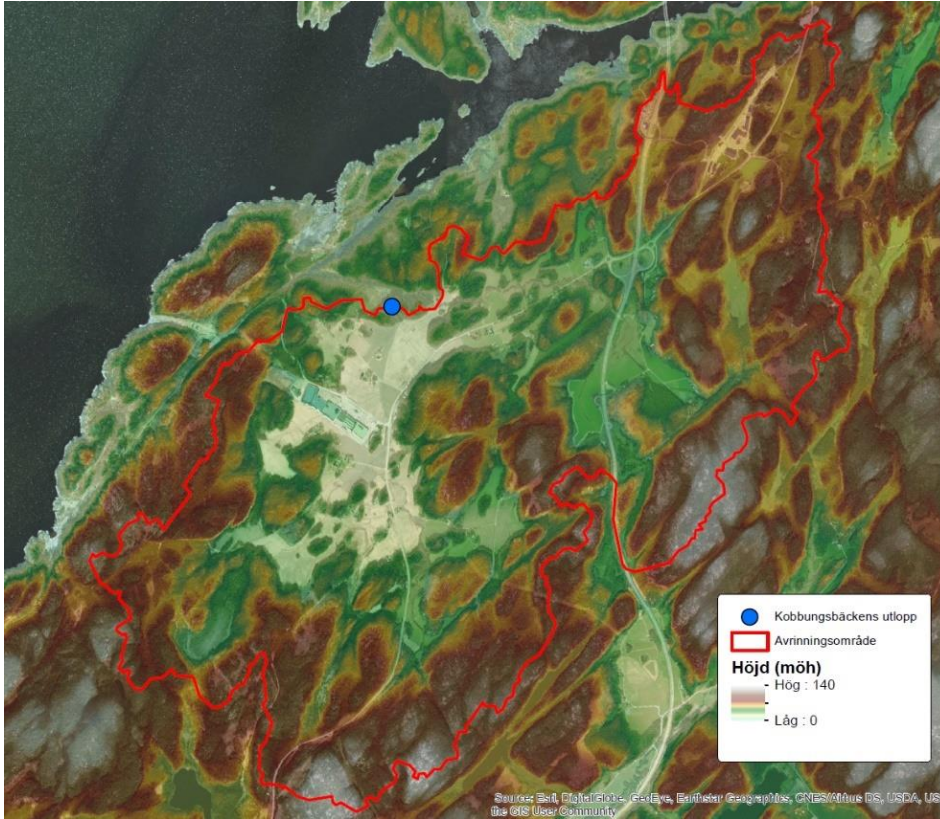 Kobbungsbäckens utlopp
Avrinningsområde
Höjd (möh)
Hög : 140
Låg : 0
Source: Esri, DigitalGlobe, GeoEye, Earthstar Geographics, CNES/Airbus DS, USDA, US
the GIS User Community